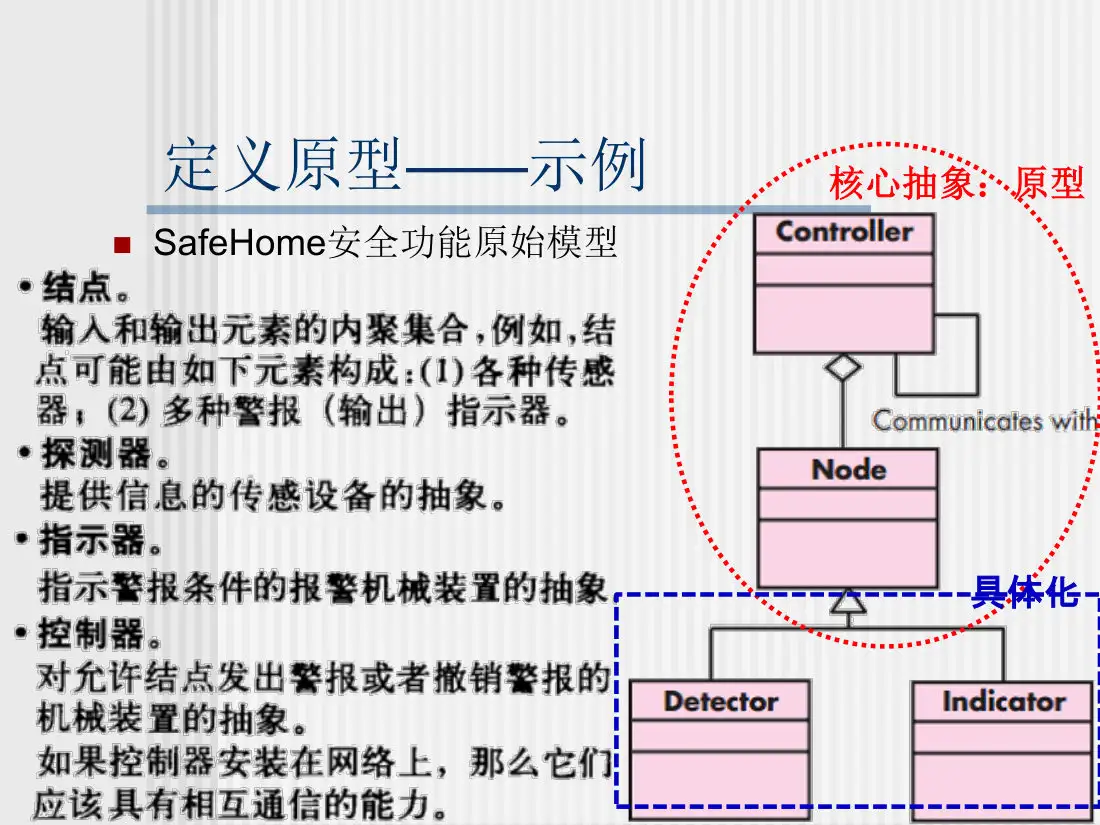 定义原型——示例
SafeHome安全功能原始模型
• 结点。
输入和输出元素的内聚集合,例如,结
点可能由如下元素构成:(1)各种传感
器;(2)多种警报(输出)指示器。
• 探测器。
提供信息的传感设备的抽象。
• 指示器。
指示警报条件的报警机械装置的抽象
• 控制器。
对允许结点发出警报或者撤销警报的
机械装置的抽象。
如果控制器安装在网络上,那么它们
应该具有相互通信的能力。
核心抽象:原型
Controller
Communicates with
Node
具体化
Detector
Indicator